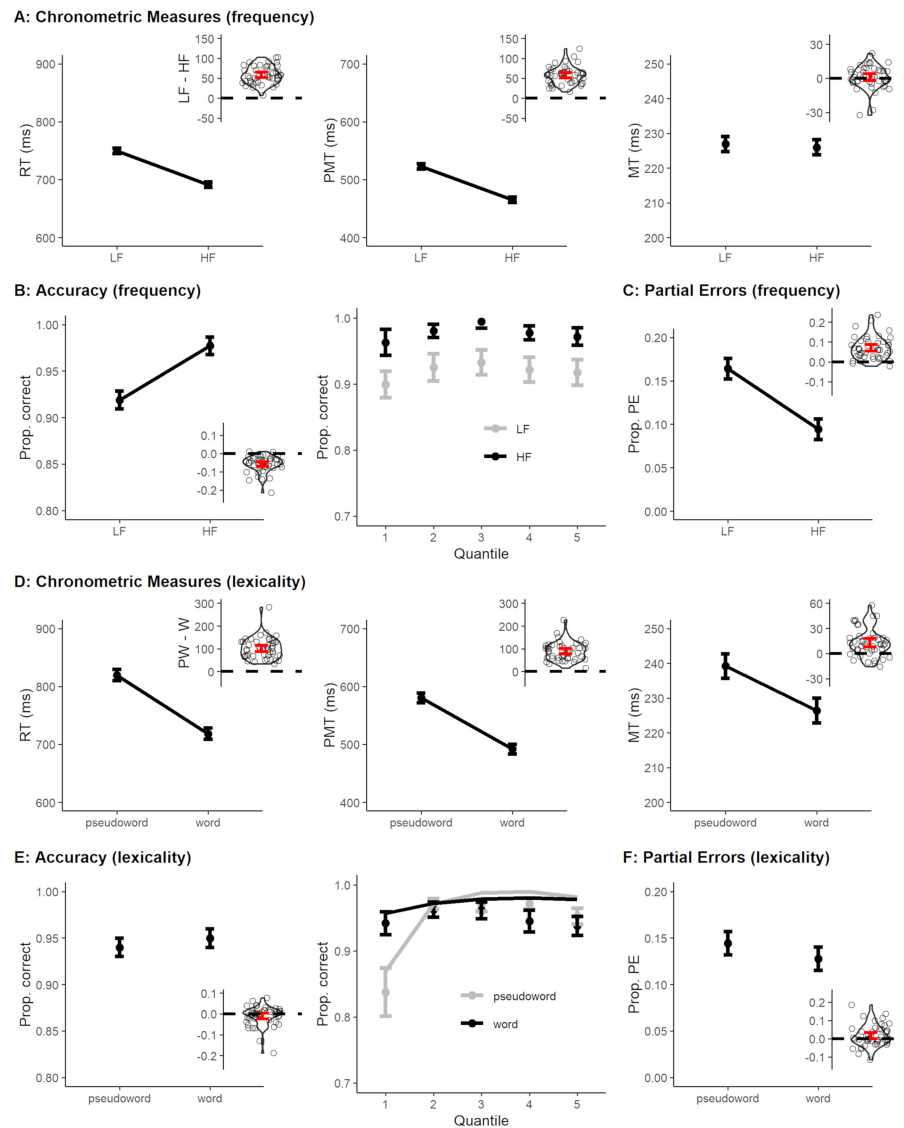 A: Chronometric Measures (frequency)
RT (ms)
900
800
700
600
LF
HF
LF - HF
150
100
50
0
-50
PMT (ms)
700
600
500
400
LF
HF
150
100
50
0
-50
MT (ms)
250
240
230
220
210
200
LF
HF
30
0
-30
B: Accuracy (frequency)
Prop. correct
1.00
0.95
0.90
0.85
0.80
LF
HF
0.1
0.0
-0.1
-0.2
Prop. correct
1.0
0.9
0.8
0.7
LF
HF
1 2 3 4 5
Quantile
C: Partial Errors (frequency)
Prop. PE
0.20
0.15
0.10
0.05
0.00
LF
HF
0.2
0.1
0.0
-0.1
D: Chronometric Measures (lexicality)
RT (ms)
900
800
700
600
pseudoword
word
PW - W
300
200
100
0
PMT (ms)
700
600
500
400
pseudoword
word
300
200
100
0
MT (ms)
250
240
230
220
210
200
pseudoword
word
60
30
0
-30
E: Accuracy (lexicality)
Prop. correct
1.00
0.95
0.90
0.85
0.80
pseudoword
word
0.1
0.0
-0.1
-0.2
Prop. correct
1.0
0.9
0.8
0.7
pseudoword
word
1 2 3 4 5
Quantile
F: Partial Errors (lexicality)
Prop. PE
0.20
0.15
0.10
0.05
0.00
pseudoword
word
0.2
0.1
0.0
-0.1